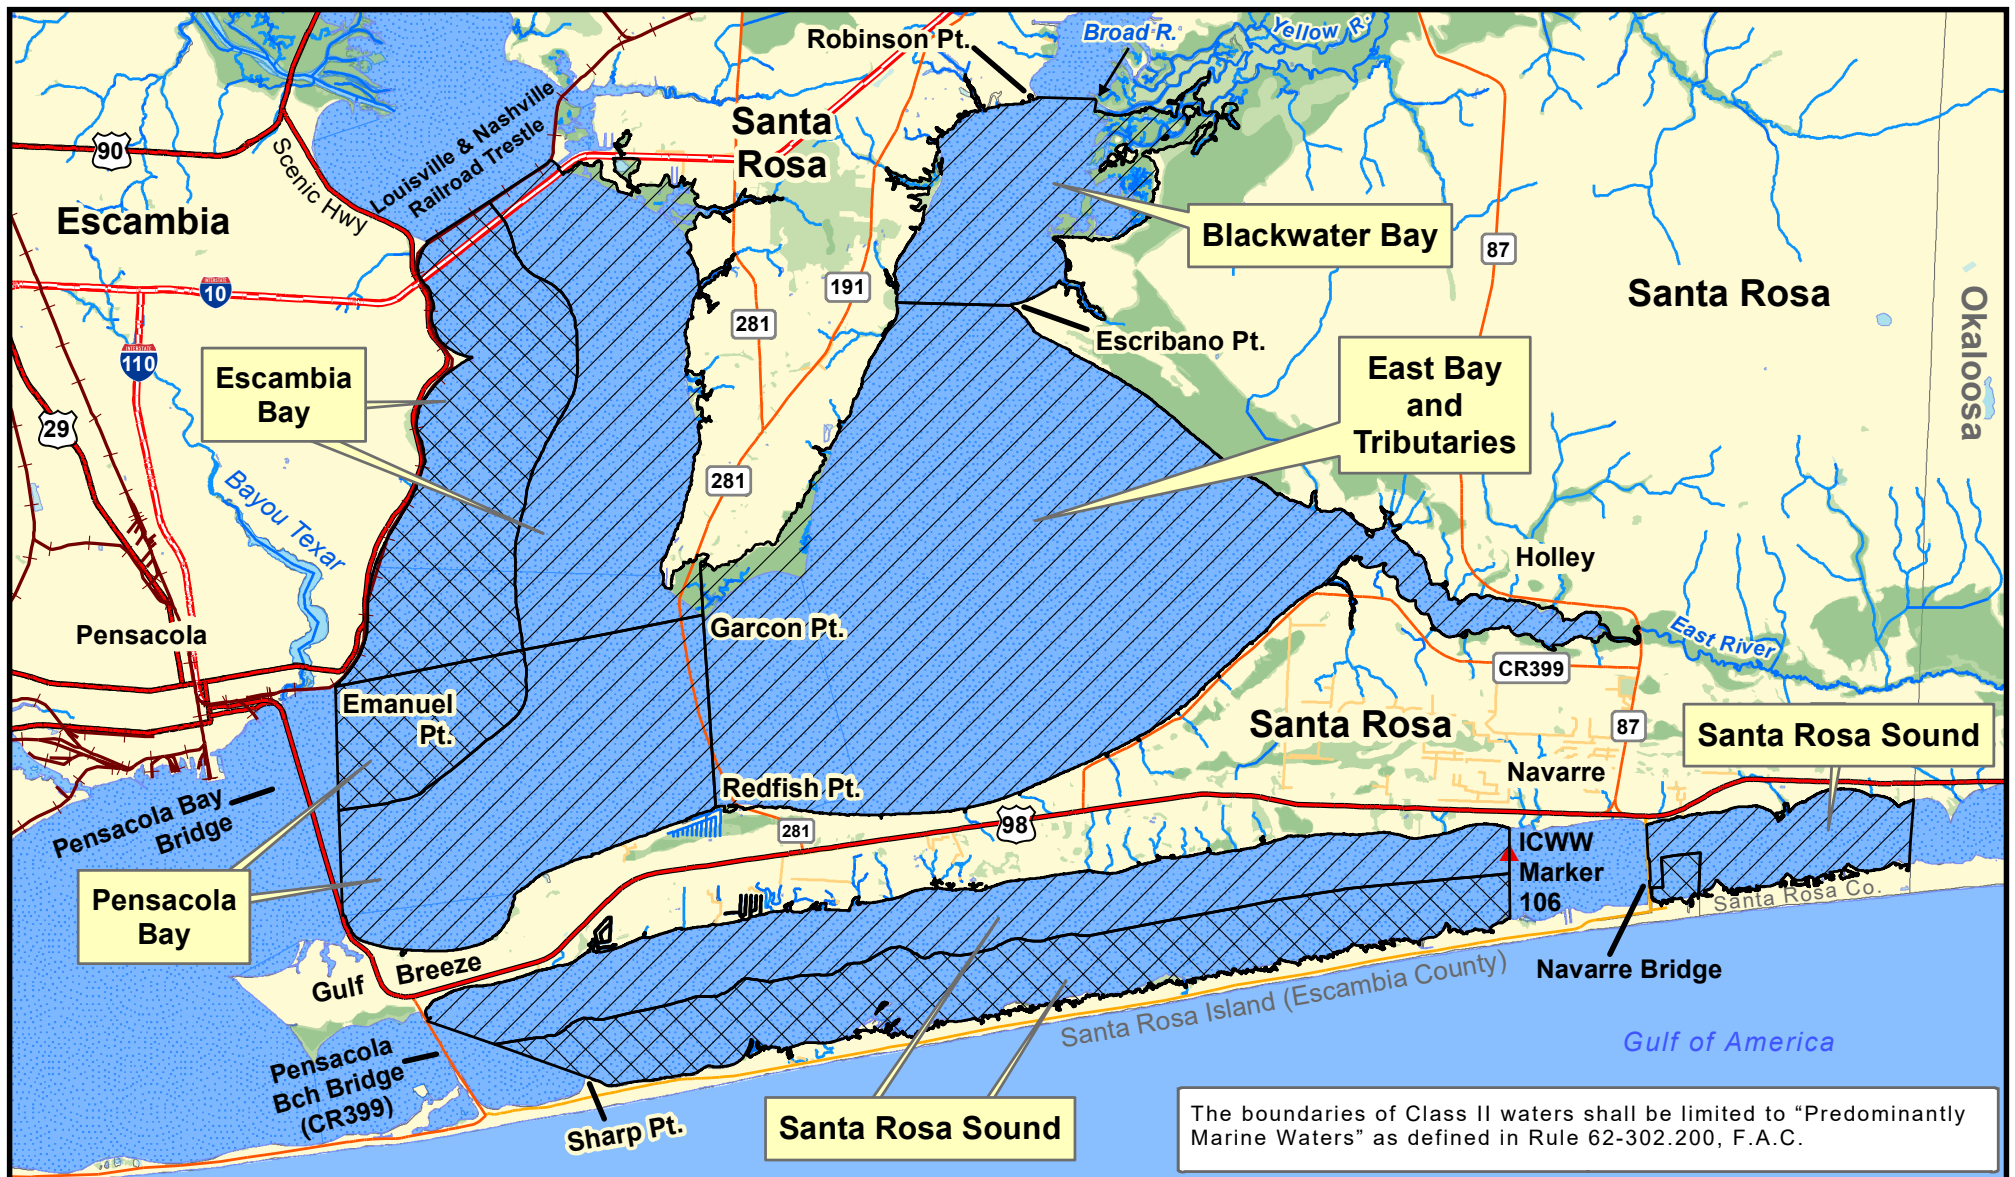 Robinson Pt.
Broad R.
Yellow R.
90
Scenic Hwy
Louisville & Nashville
Railroad Trestle
Santa
Rosa
Escambia
Blackwater Bay
87
INTERSTATE
10
191
Santa Rosa
Okaloosa
281
INTERSTATE
110
Escribano Pt.
Escambia
Bay
East Bay
and
Tributaries
29
281
Bayou Texar
Holley
Pensacola
Garcon Pt.
East River
CR399
Emanuel
Pt.
Santa Rosa
87
Santa Rosa Sound
Navarre
Redfish Pt.
Pensacola Bay
Bridge
281
98
ICWW
Marker
106
Pensacola
Bay
Santa Rosa Co.
Gulf Breeze
Navarre Bridge
Santa Rosa Island (Escambia County)
Gulf of America
Pensacola
Bch Bridge
(CR399)
Sharp Pt.
Santa Rosa Sound
The boundaries of Class II waters shall be limited to “Predominantly
Marine Waters” as defined in Rule 62-302.200, F.A.C.